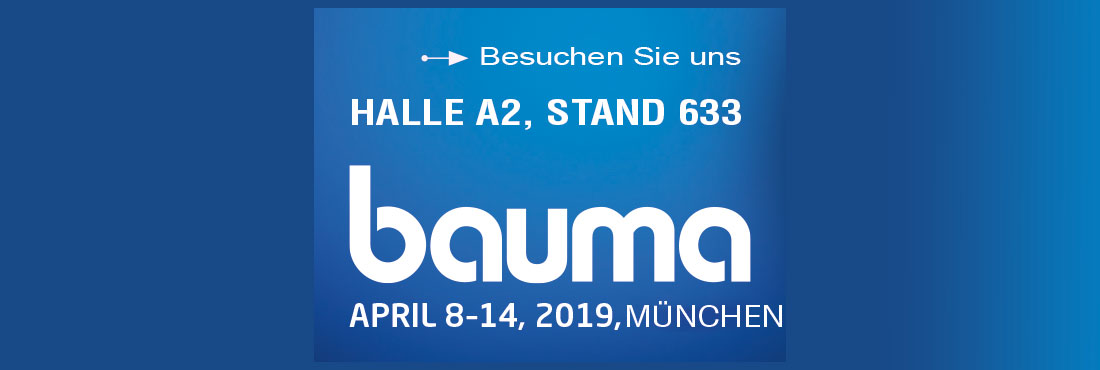 Besuchen Sie uns
HALLE A2, STAND 633
bauma
APRIL 8-14, 2019, MÜNCHEN